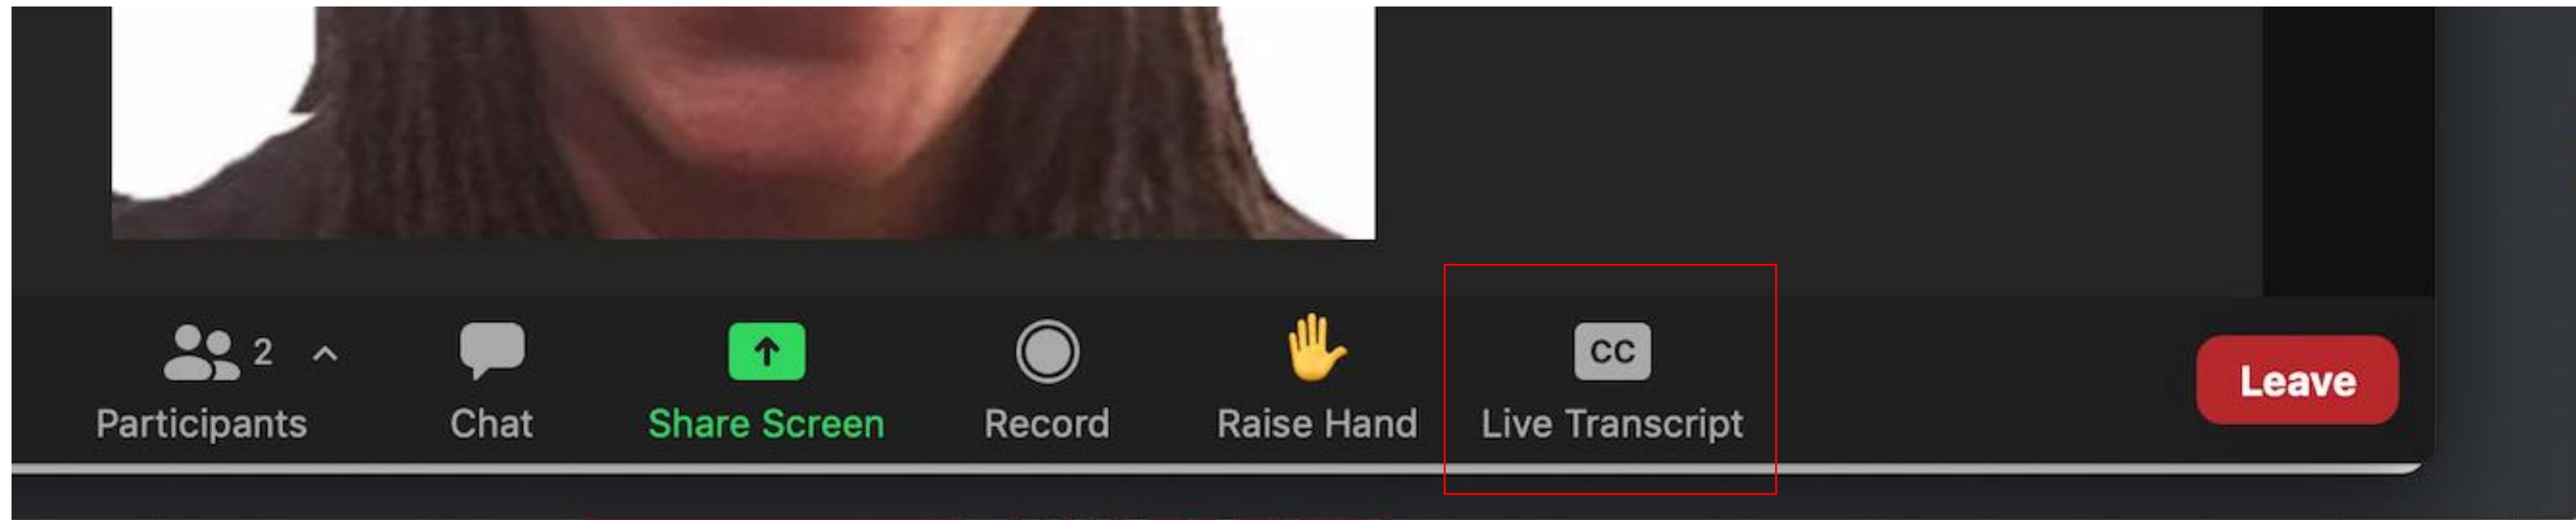 2
CC
Participants
Chat
Share Screen
Record
Raise Hand
Live Transcript
Leave